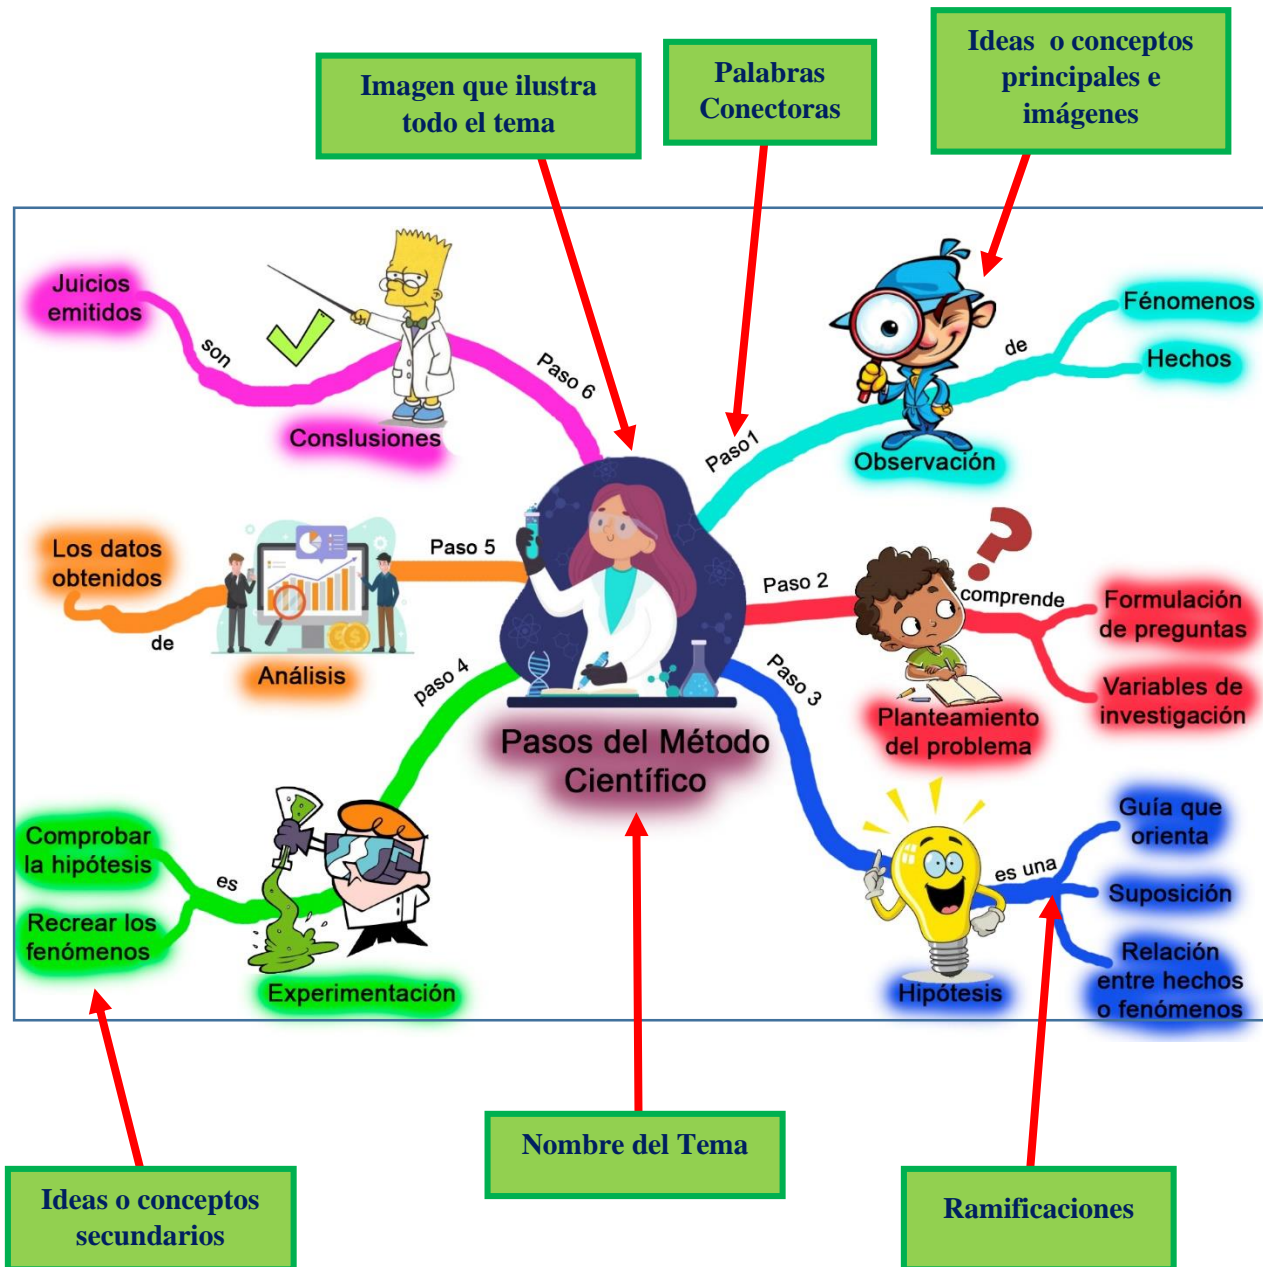 Imagen que ilustra
todo el tema
Palabras
Conectoras
Ideas o conceptos
principales e
imágenes
Juicios
emitidos
son
Paso 6
Conslusiones
Paso1
Observación
de
Fénomenos
Hechos
Los datos
obtenidos
de
Análisis
Paso 5
Paso 2
Planteamiento
del problema
comprende
Formulación
de preguntas
Variables de
investigación
paso 4
Paso 3
Pasos del Método
Científico
Comprobar
la hipótesis
Recrear los
fenómenos
es
Experimentación
Hipótesis
es una
Guía que
orienta
Suposición
Relación
entre hechos
o fenómenos
Ideas o conceptos
secundarios
Nombre del Tema
Ramificaciones